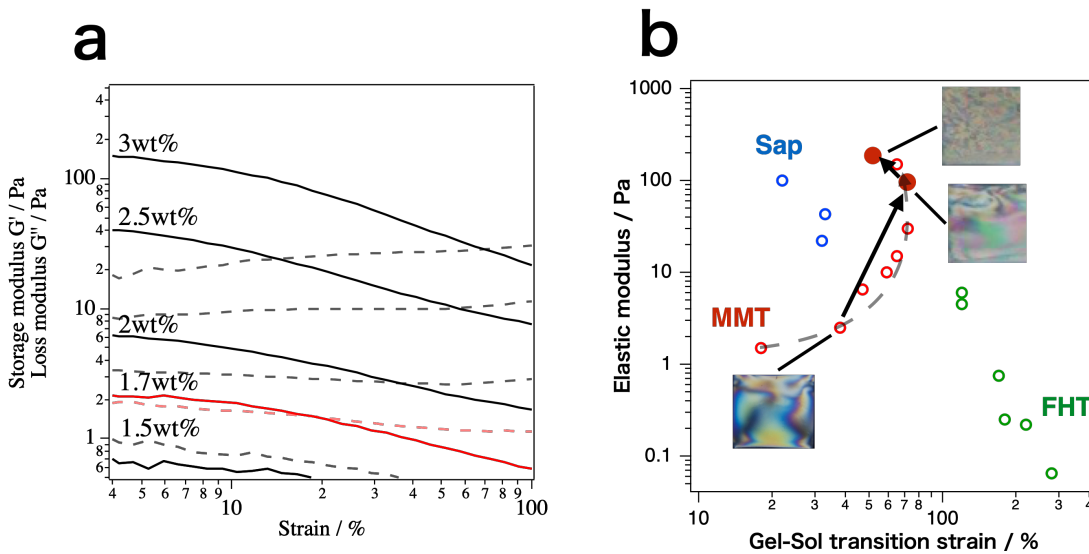 a
Storage modulus G' / Pa
Loss modulus G'' / Pa
4
2
100
8
6
4
2
10
8
6
4
2
1
8
6
3wt%
2.5wt%
2wt%
1.7wt%
1.5wt%
4 5 6 7 8 9 10 2 3 4 5 6 7 8 9 100
Strain / %
b
Elastic modulus / Pa
1000
100
10
1
0.1
Sap
MMT
FHT
10 2 4 5 6 8 100 2 3 4
Gel-Sol transition strain / %